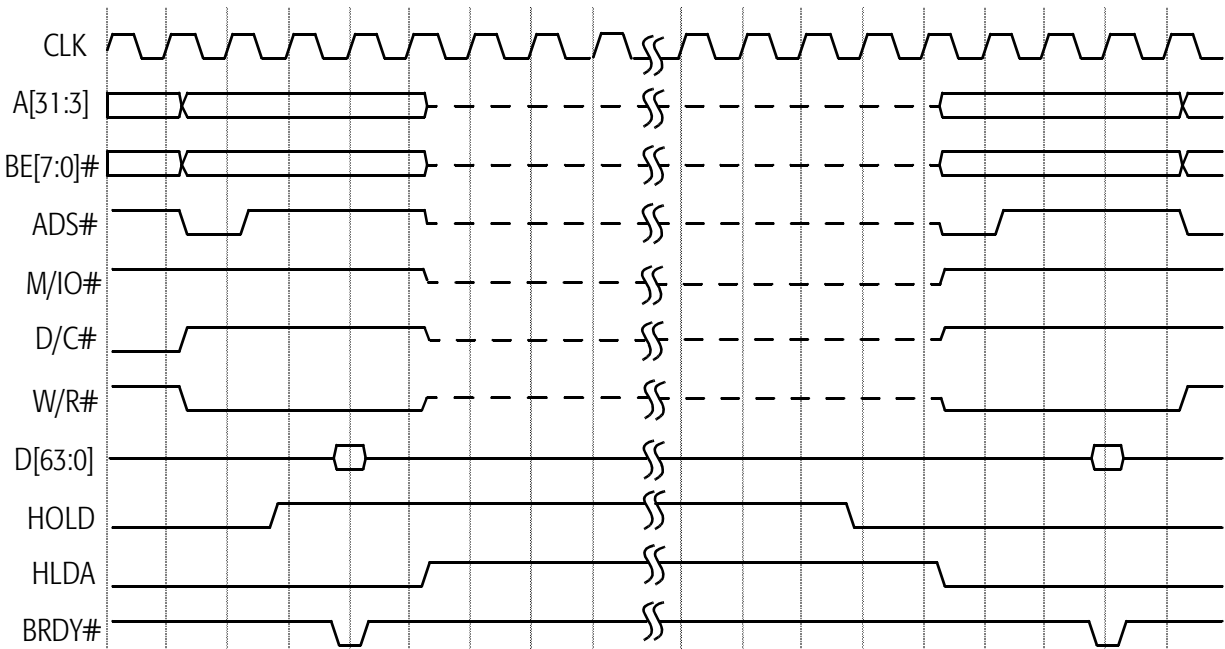 CLK
A[31:3]
BE[7:0]#
ADS#
M/IO#
D/C#
W/R#
D[63:0]
HOLD
HLDA
BRDY#